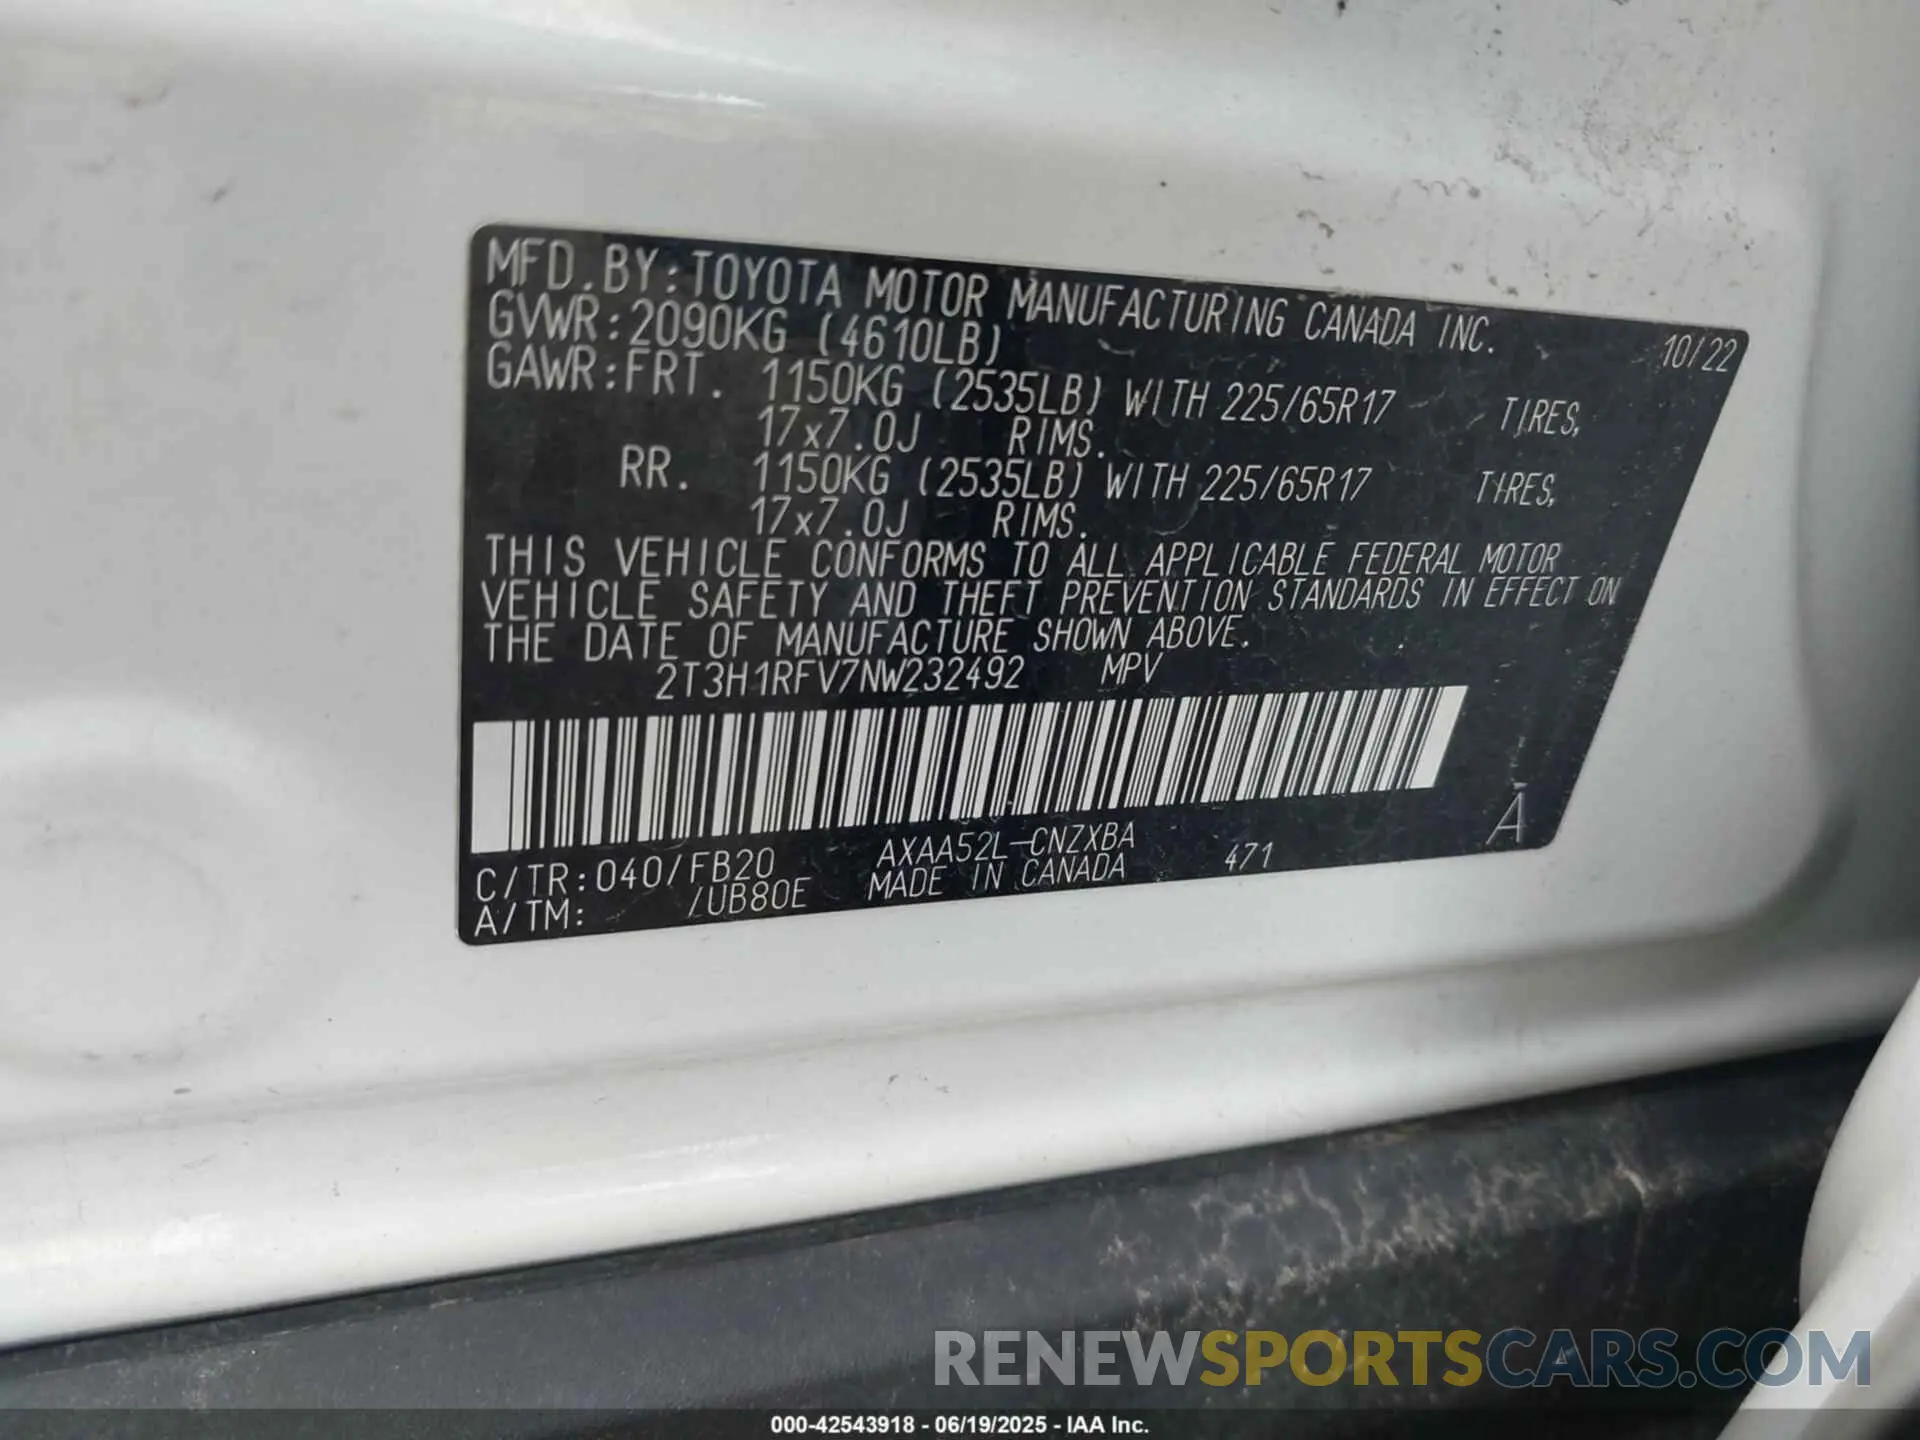 MFD.BY:TOYOTA MOTOR MANUFACTURING CANADA INC. 10/22
GVWR:2090KG (4610LB)
GAWR:FRT. 1150KG (2535LB) WITH 225/65R17 TIRES,
17x7.0J RIMS.
RR. 1150KG (2535LB) WITH 225/65R17 TIRES,
17x7.0J RIMS.
THIS VEHICLE CONFORMS TO ALL APPLICABLE FEDERAL MOTOR
VEHICLE SAFETY AND THEFT PREVENTION STANDARDS IN EFFECT ON
THE DATE OF MANUFACTURE SHOWN ABOVE.
2T3H1RFV7NW232492 MPV
C/TR:040/FB20 AXAA52L-CNZXBA 471 A
A/TM: /UB80E MADE IN CANADA
RENEWSPORTSCARS.COM
000-42543918 - 06/19/2025 - IAA Inc.